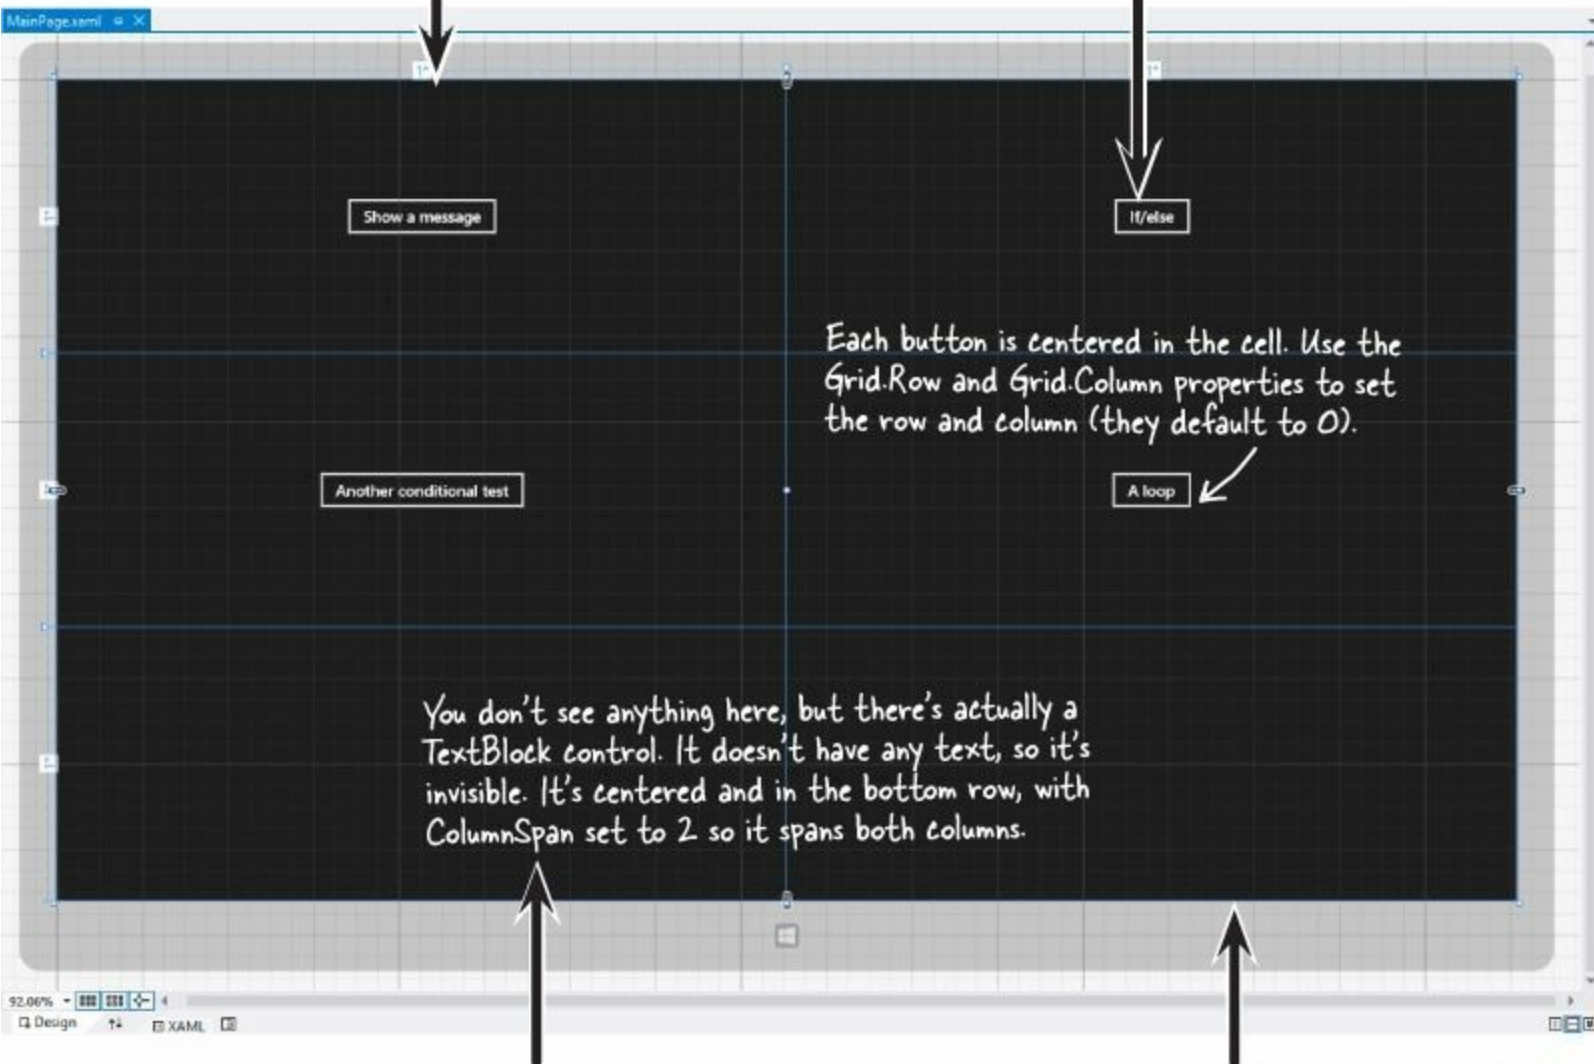 MainPage.xaml
1*
1*
Show a message
If/else
Each button is centered in the cell. Use the
Grid.Row and Grid.Column properties to set
the row and column (they default to 0).
Another conditional test
A loop
You don't see anything here, but there's actually a
TextBlock control. It doesn't have any text, so it's
invisible. It's centered and in the bottom row, with
ColumnSpan set to 2 so it spans both columns.
92.06%
Design
XAML